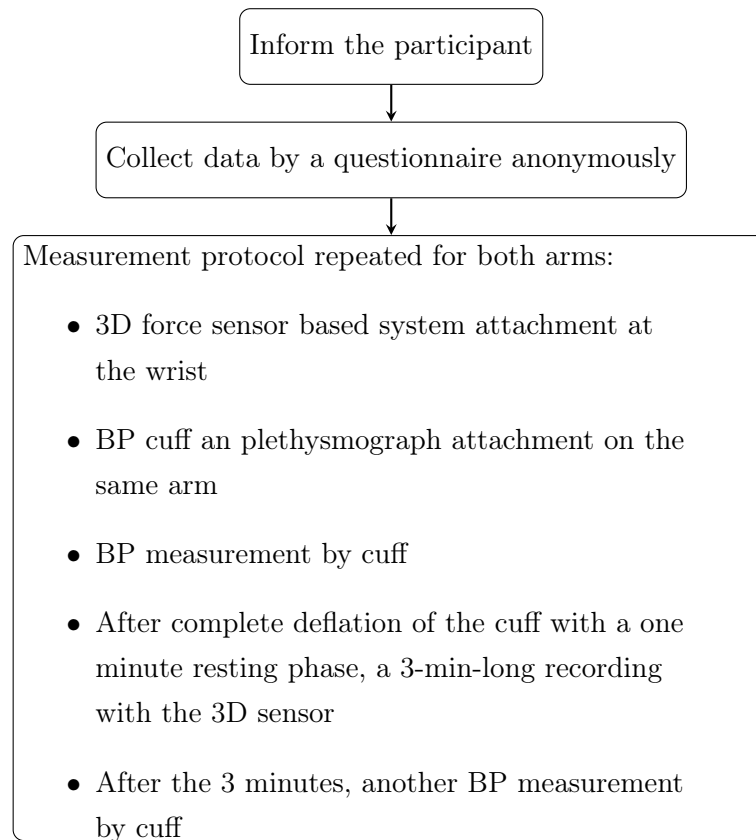 Inform the participant
Collect data by a questionnaire anonymously
Measurement protocol repeated for both arms:
• 3D force sensor based system attachment at
the wrist
• BP cuff an plethysmograph attachment on the
same arm
• BP measurement by cuff
• After complete deflation of the cuff with a one
minute resting phase, a 3-min-long recording
with the 3D sensor
• After the 3 minutes, another BP measurement
by cuff